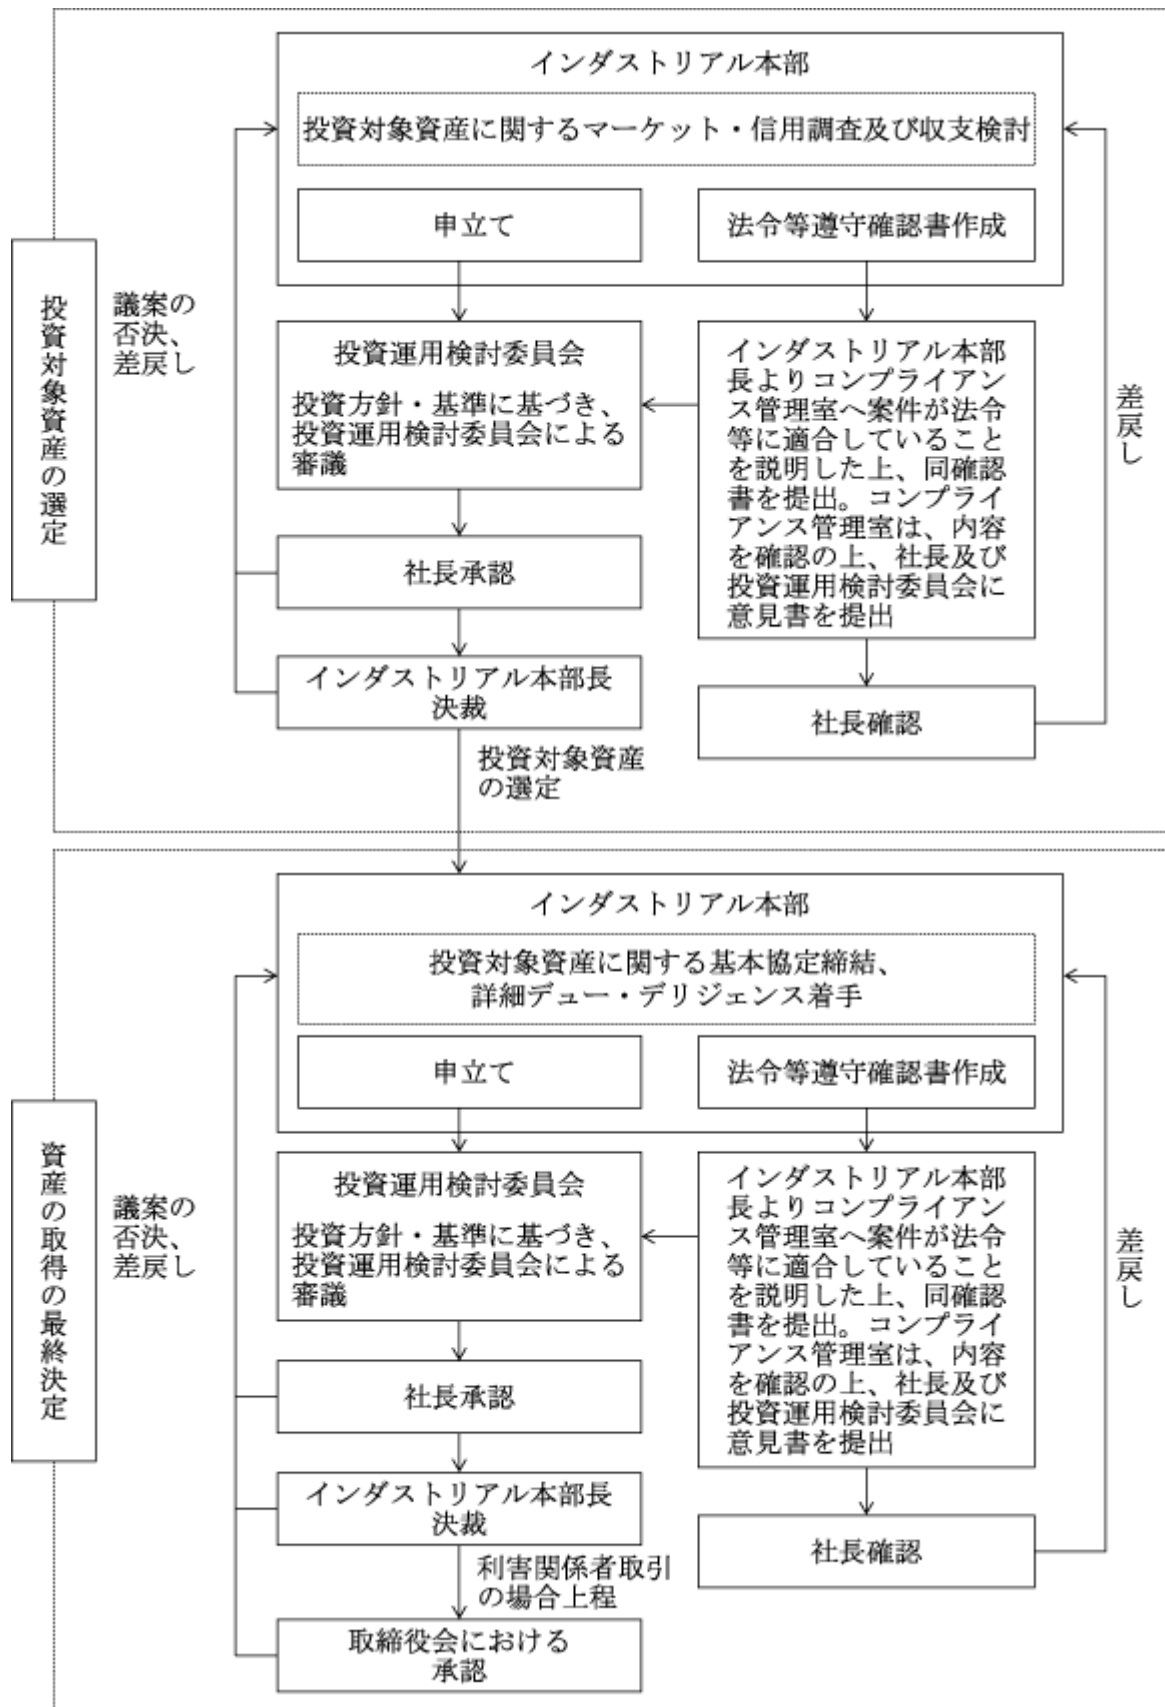 インダストリアル本部
投資対象資産に関するマーケット・信用調査及び収支検討
申立て
法令等遵守確認書作成
投資対象資産の選定
議案の
否決、
差戻し
投資運用検討委員会
投資方針・基準に基づき、
投資運用検討委員会による
審議
インダストリアル本部
長よりコンプライアン
ス管理室へ案件が法令
等に適合していること
を説明した上、同確認
書を提出。コンプライ
アンス管理室は、内容
を確認の上、社長及び
投資運用検討委員会に
意見書を提出
差戻し
社長承認
インダストリアル本部長
決裁
社長確認
投資対象資産
の選定
インダストリアル本部
投資対象資産に関する基本協定締結、
詳細デュー・デリジェンス着手
申立て
法令等遵守確認書作成
資産の取得の最終決定
議案の
否決、
差戻し
投資運用検討委員会
投資方針・基準に基づき、
投資運用検討委員会による
審議
インダストリアル本部
長よりコンプライアン
ス管理室へ案件が法令
等に適合していること
を説明した上、同確認
書を提出。コンプライ
アンス管理室は、内容
を確認の上、社長及び
投資運用検討委員会に
意見書を提出
差戻し
社長承認
インダストリアル本部長
決裁
社長確認
利害関係者取引
の場合上程
取締役会における
承認